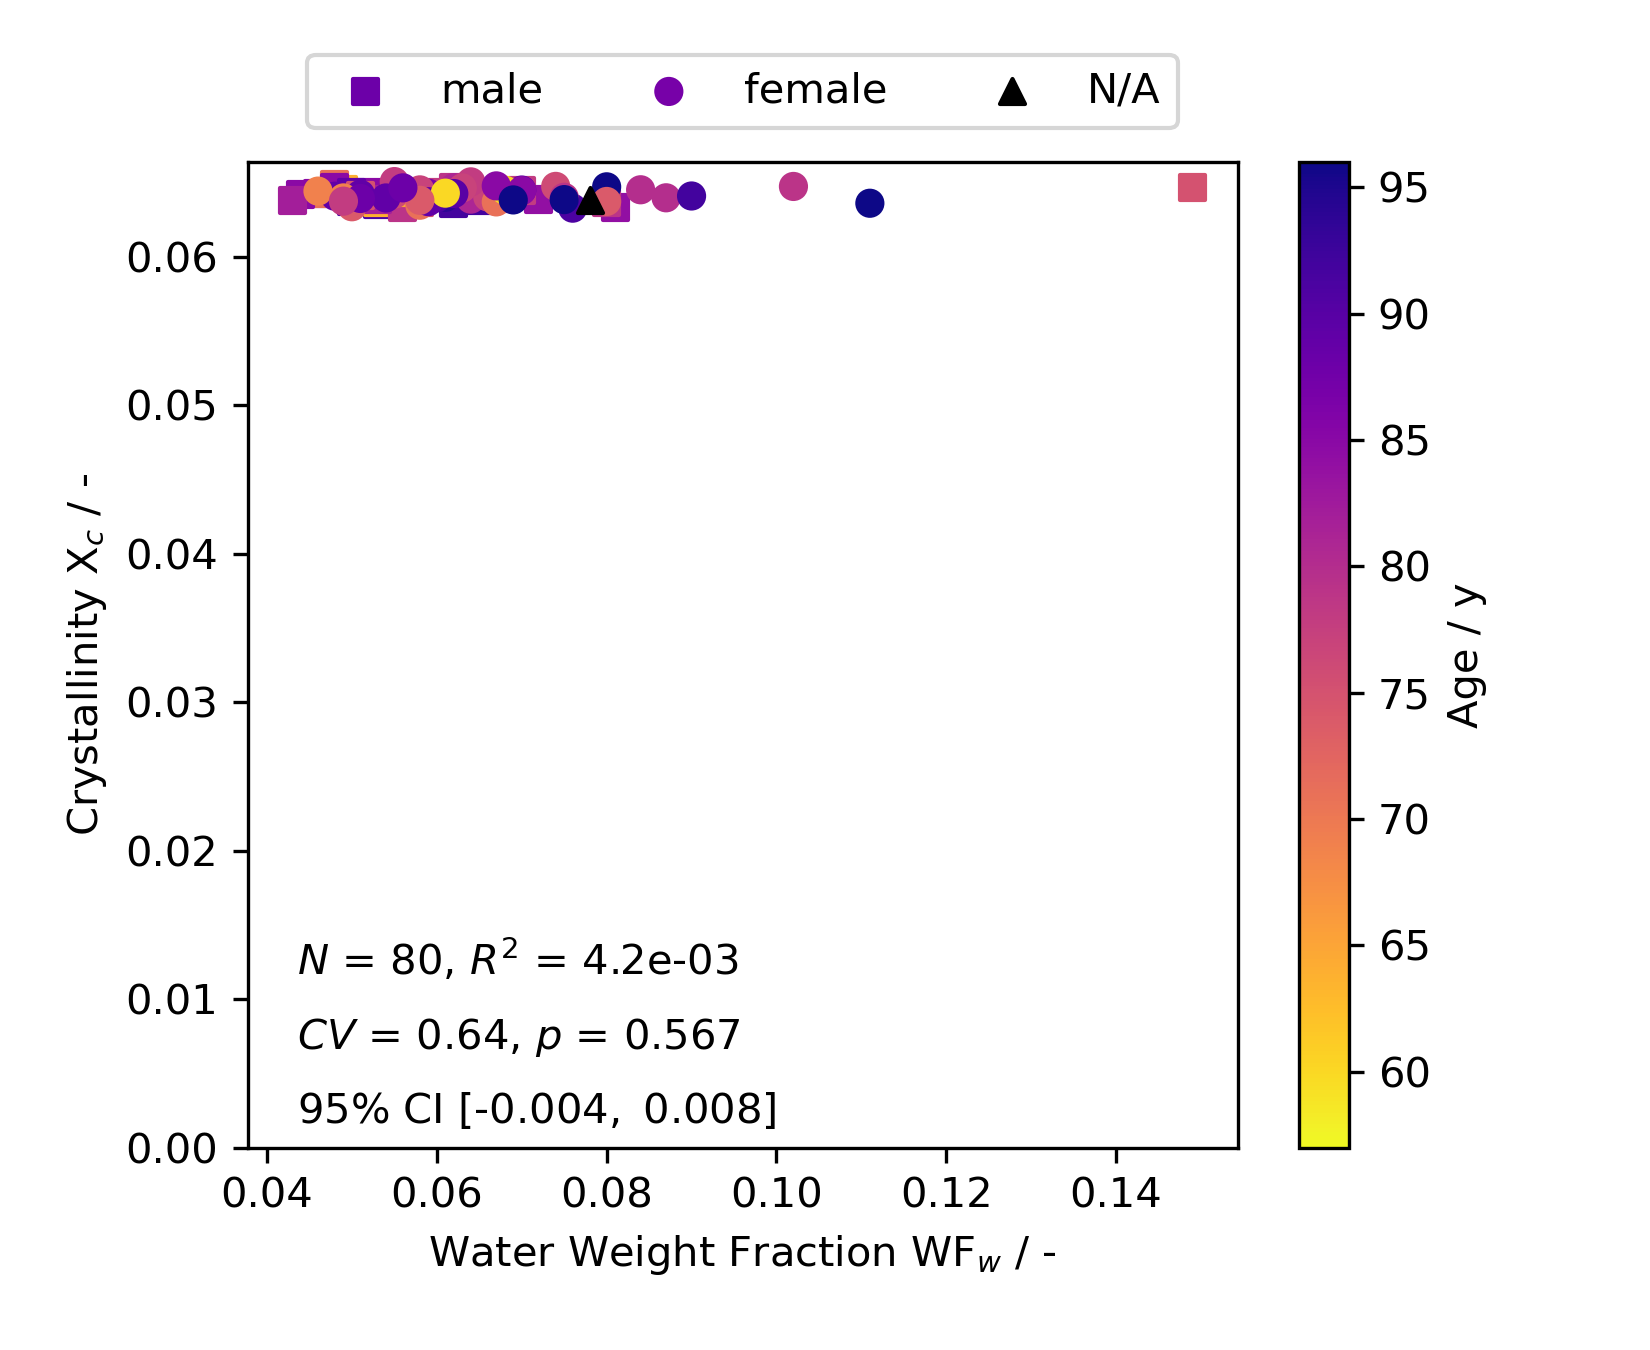 male female N/A
0.06
0.05
0.04
0.03
0.02
0.01
0.00
Crystallinity X_c / -
N = 80, R² = 4.2e-03
CV = 0.64, p = 0.567
95% CI [-0.004, 0.008]
0.04 0.06 0.08 0.10 0.12 0.14
Water Weight Fraction WF_w / -
95
90
85
80
75
70
65
60
Age / y